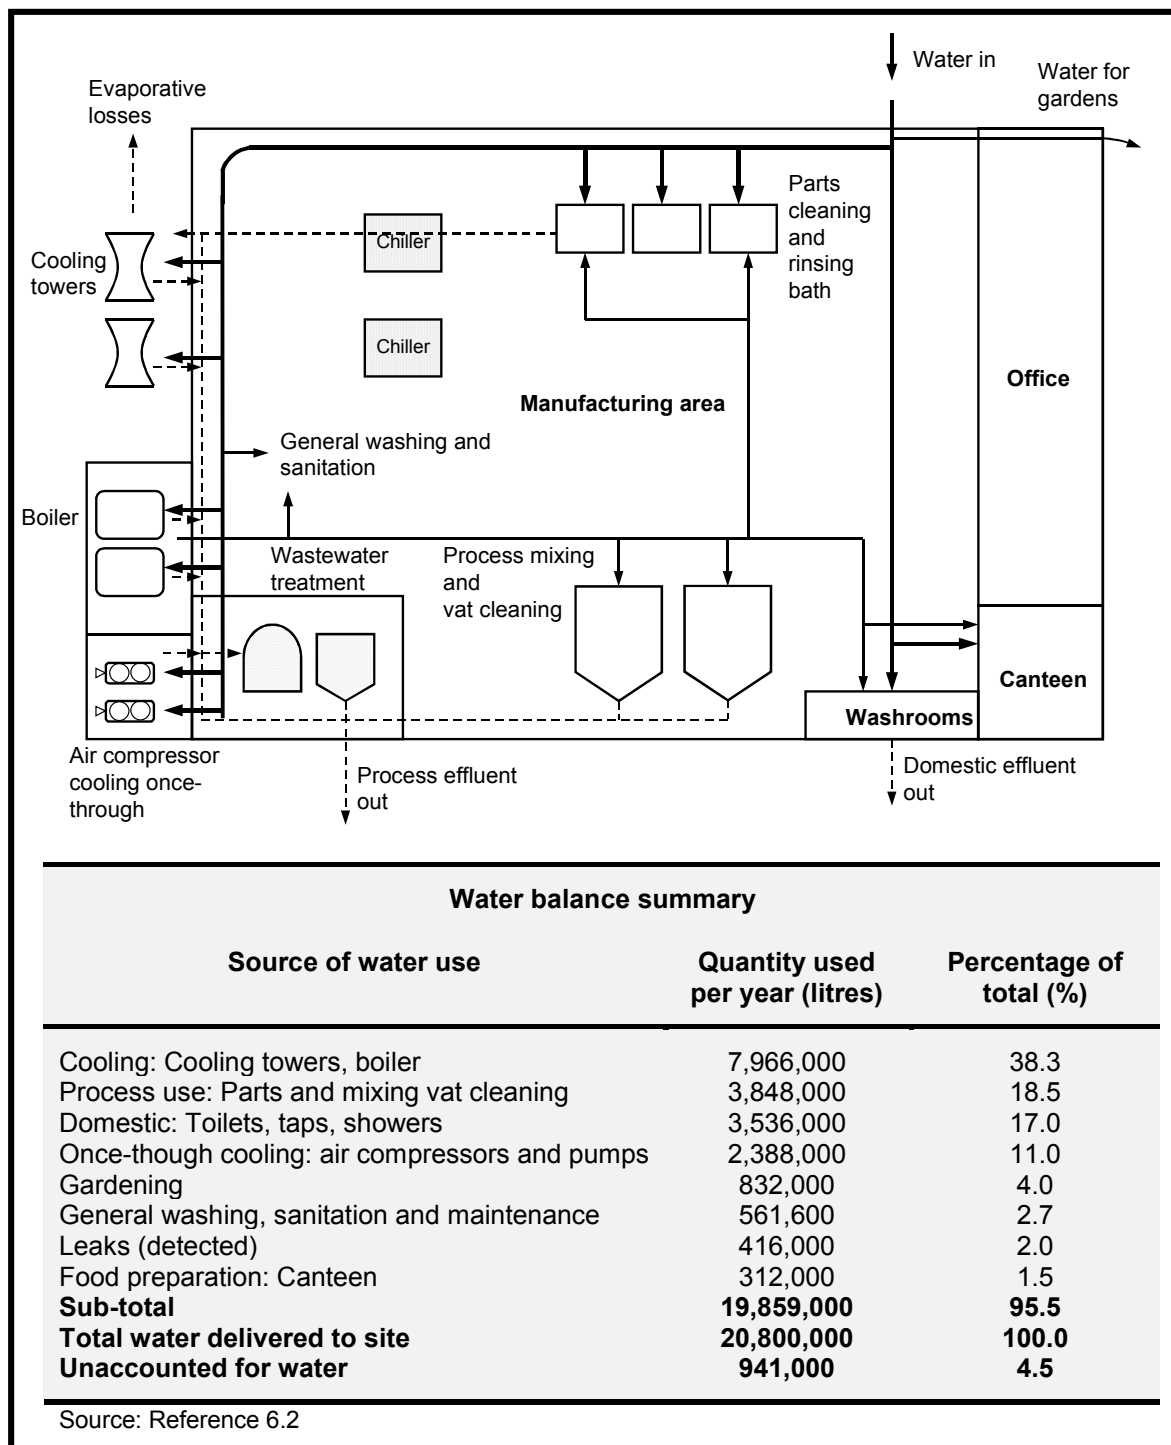 Water in
Water for
gardens
Evaporative
losses
Parts
cleaning
and
rinsing
bath
Chiller
Cooling
towers
Chiller
Office
Manufacturing area
General washing and
sanitation
Boiler
Wastewater
treatment
Process mixing
and
vat cleaning
Canteen
Washrooms
Air compressor
cooling once-
through
Process effluent
out
Domestic effluent
out
Water balance summary
Source of water use Quantity used Percentage of
per year (litres) total (%)
Cooling: Cooling towers, boiler 7,966,000 38.3
Process use: Parts and mixing vat cleaning 3,848,000 18.5
Domestic: Toilets, taps, showers 3,536,000 17.0
Once-though cooling: air compressors and pumps 2,388,000 11.0
Gardening 832,000 4.0
General washing, sanitation and maintenance 561,600 2.7
Leaks (detected) 416,000 2.0
Food preparation: Canteen 312,000 1.5
Sub-total 19,859,000 95.5
Total water delivered to site 20,800,000 100.0
Unaccounted for water 941,000 4.5
Source: Reference 6.2